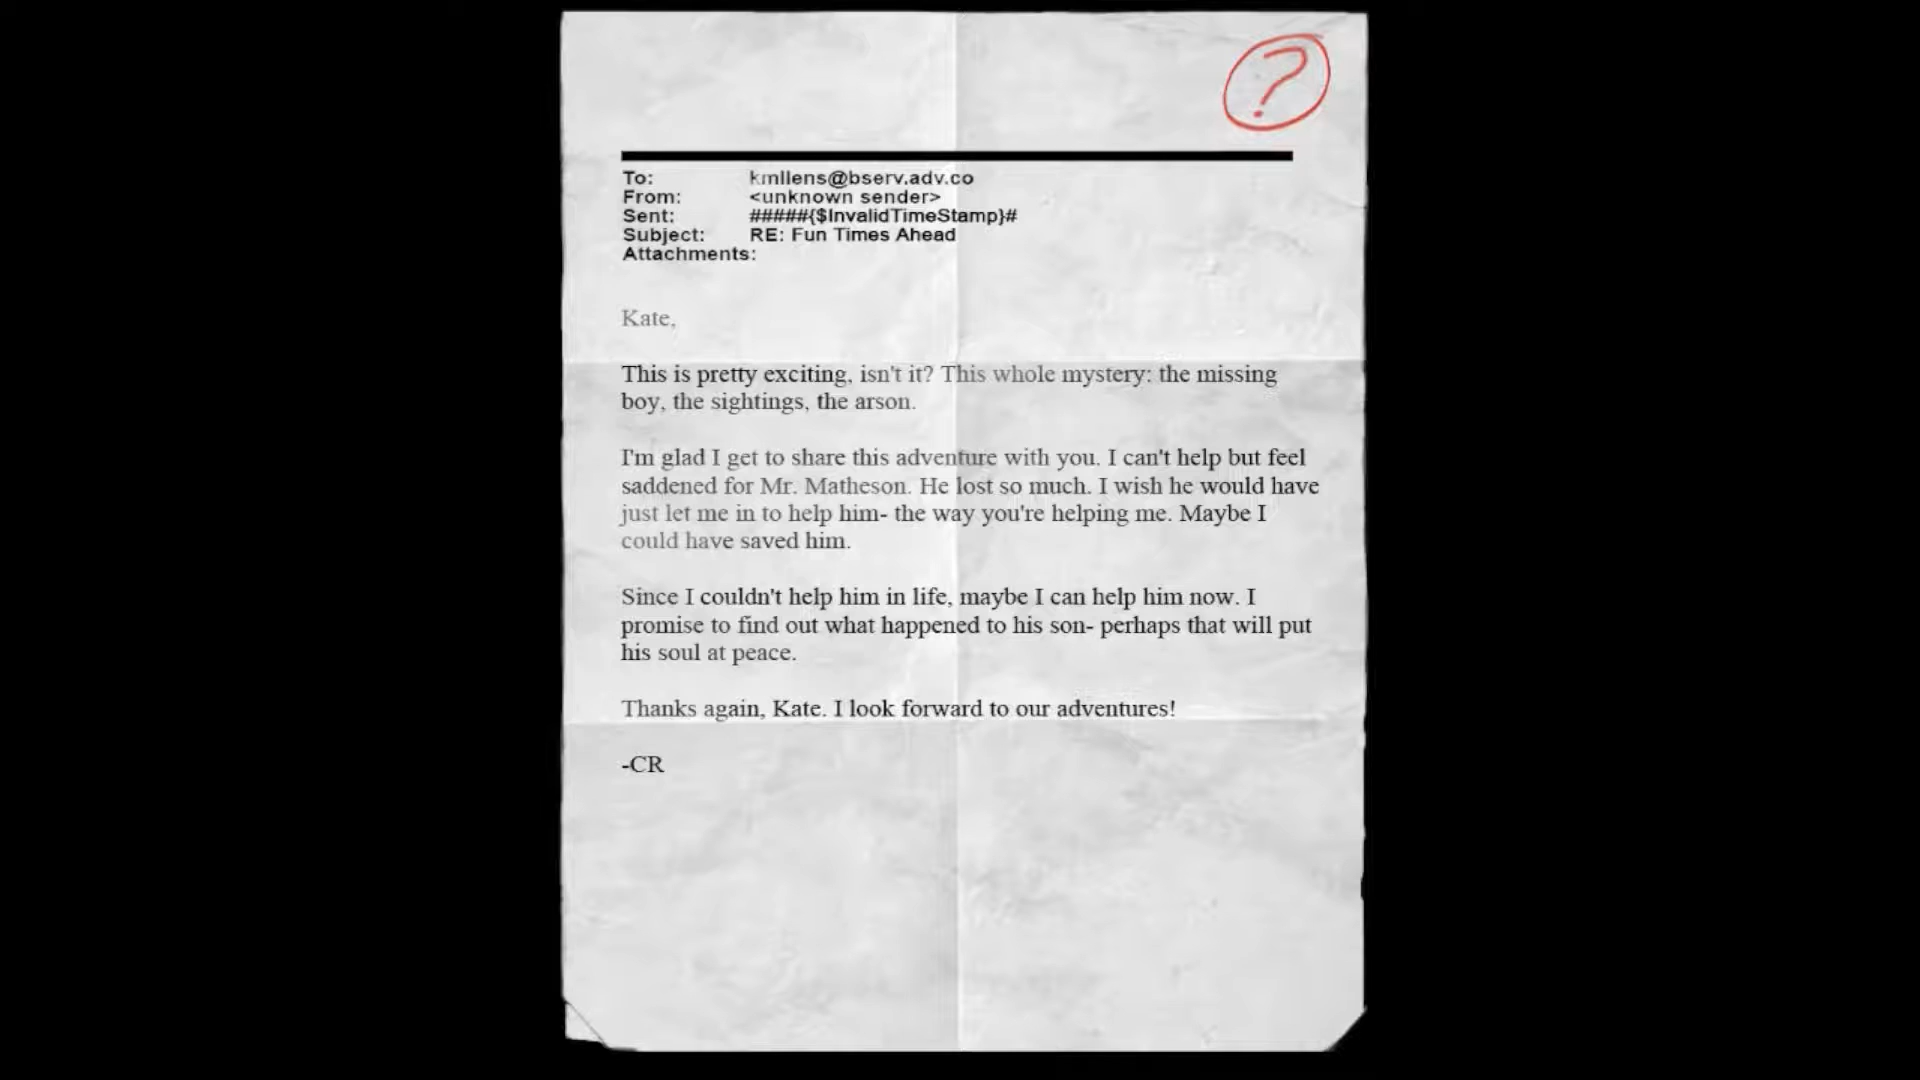 ?
To: kmllens@bserv.adv.co
From: <unknown sender>
Sent: #####{$InvalidTimeStamp}#
Subject: RE: Fun Times Ahead
Attachments:
Kate,
This is pretty exciting, isn't it? This whole mystery: the missing
boy, the sightings, the arson.
I'm glad I get to share this adventure with you. I can't help but feel
saddened for Mr. Matheson. He lost so much. I wish he would have
just let me in to help him- the way you're helping me. Maybe I
could have saved him.
Since I couldn't help him in life, maybe I can help him now. I
promise to find out what happened to his son- perhaps that will put
his soul at peace.
Thanks again, Kate. I look forward to our adventures!
-CR